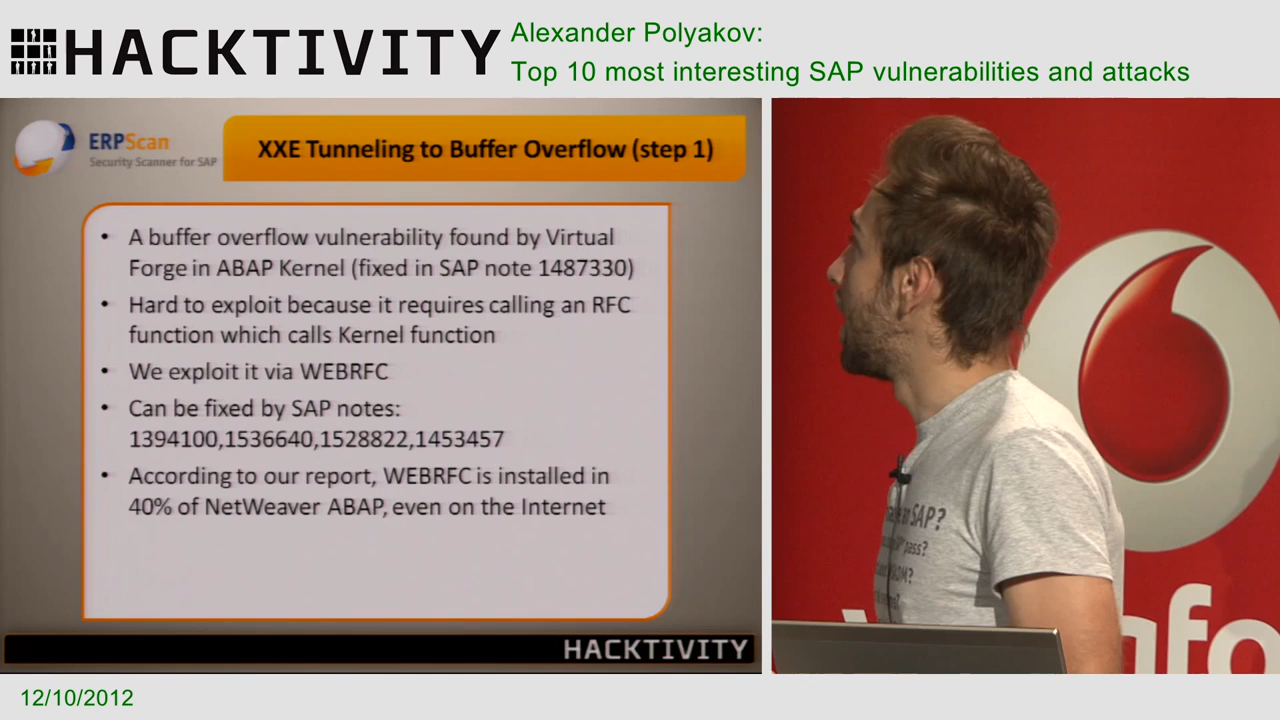 HACKTIVITY
Alexander Polyakov:
Top 10 most interesting SAP vulnerabilities and attacks
ERPScan
Security Scanner for SAP
XXE Tunneling to Buffer Overflow (step 1)
• A buffer overflow vulnerability found by Virtual
Forge in ABAP Kernel (fixed in SAP note 1487330)
• Hard to exploit because it requires calling an RFC
function which calls Kernel function
• We exploit it via WEBRFC
• Can be fixed by SAP notes:
1394100,1536640,1528822,1453457
• According to our report, WEBRFC is installed in
40% of NetWeaver ABAP, even on the Internet
HACKTIVITY
SAP?
pass?
12/10/2012